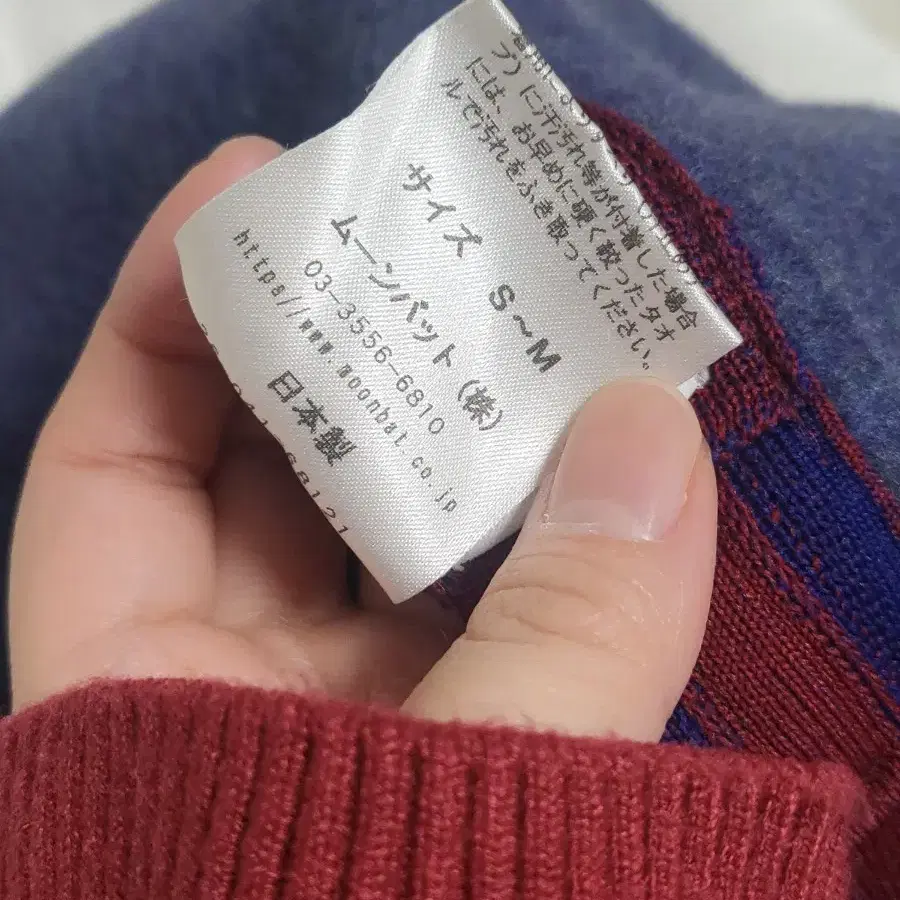 プ)に汗汚れ等が付着した場合
には、お早めに硬く絞ったタオ
ルで汚れをふき取ってください。
サイズ S~M
ムーンバット(株)
03-3556-6810
https//www.moonbat.co.jp
日本製